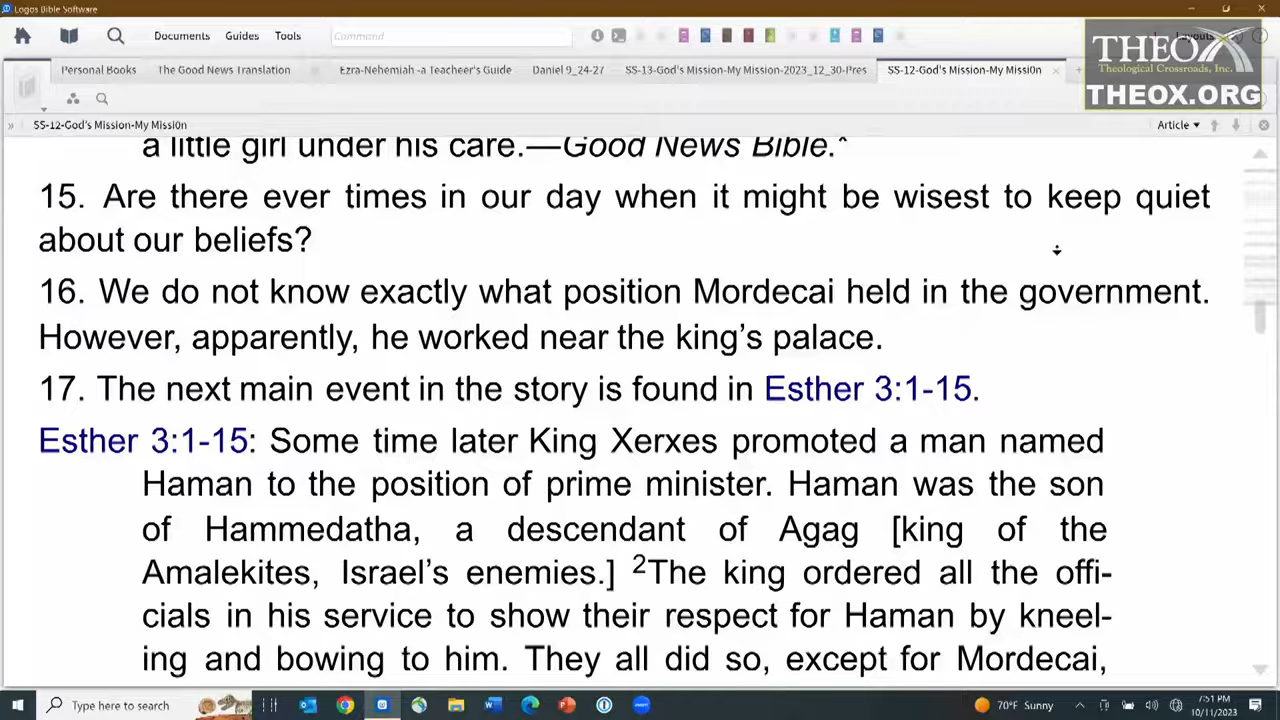 Logos Bible Software
Documents Guides Tools Command
THEOX
Theological Crossroads, Inc.
THEOX.ORG
Personal Books The Good News Translation Daniel 9_24-27 SS-13-God's Mission-My Mission-2023_12_30-Pres SS-12-God's Mission-My Missi0n
SS-12-God's Mission-My Missi0n Article
a little girl under his care.—Good News Bible.*
15. Are there ever times in our day when it might be wisest to keep quiet
about our beliefs?
16. We do not know exactly what position Mordecai held in the government.
However, apparently, he worked near the king's palace.
17. The next main event in the story is found in Esther 3:1-15.
Esther 3:1-15: Some time later King Xerxes promoted a man named
Haman to the position of prime minister. Haman was the son
of Hammedatha, a descendant of Agag [king of the
Amalekites, Israel's enemies.] 2The king ordered all the offi-
cials in his service to show their respect for Haman by kneel-
ing and bowing to him. They all did so, except for Mordecai,
Type here to search 70°F Sunny 7:51 PM
10/11/2023